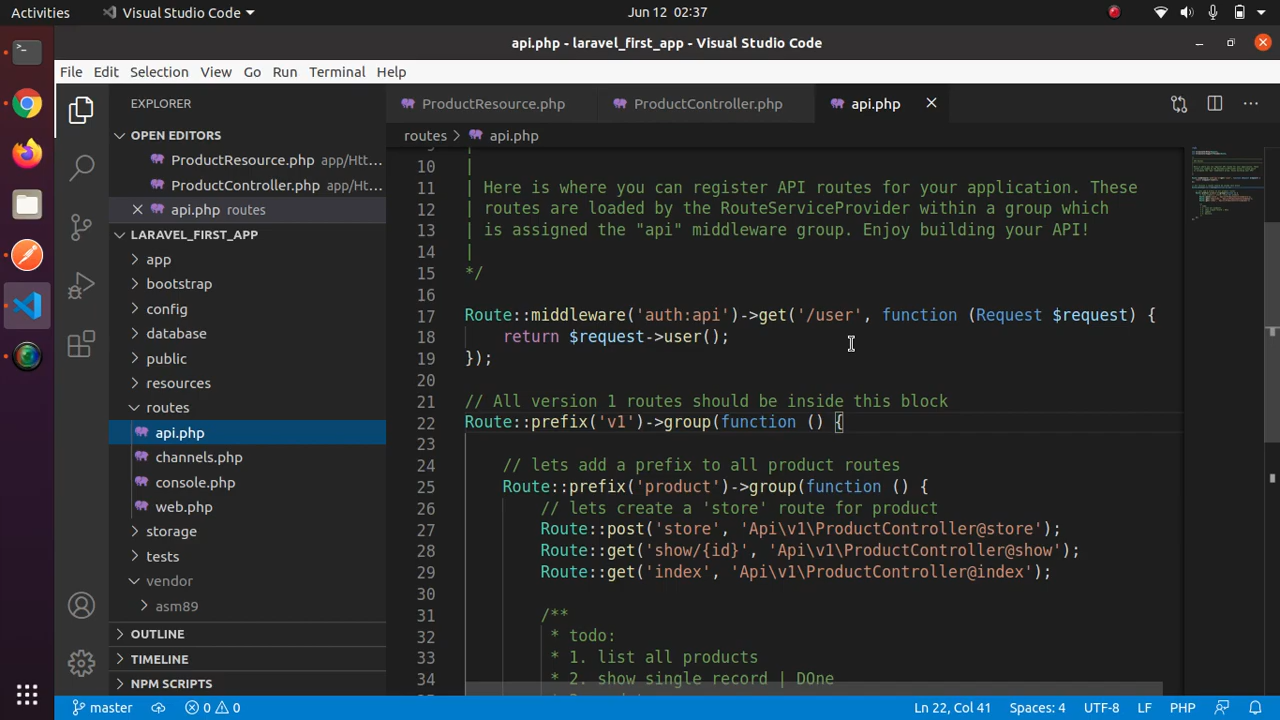 Activities
Visual Studio Code
Jun 12 02:37
api.php - laravel_first_app - Visual Studio Code
File Edit Selection View Go Run Terminal Help
EXPLORER
OPEN EDITORS
ProductResource.php app/Htt...
ProductController.php app/Ht...
api.php routes
LARAVEL_FIRST_APP
app
bootstrap
config
database
public
resources
routes
api.php
channels.php
console.php
web.php
storage
tests
vendor
asm89
OUTLINE
TIMELINE
NPM SCRIPTS
ProductResource.php
ProductController.php
api.php
routes > api.php
10 |
11 | Here is where you can register API routes for your application. These
12 | routes are loaded by the RouteServiceProvider within a group which
13 | is assigned the "api" middleware group. Enjoy building your API!
14 |
15 */
16
17 Route::middleware('auth:api')->get('/user', function (Request $request) {
18 return $request->user();
19 });
20
21 // All version 1 routes should be inside this block
22 Route::prefix('v1')->group(function () {
23
24 // lets add a prefix to all product routes
25 Route::prefix('product')->group(function () {
26 // lets create a 'store' route for product
27 Route::post('store', 'Api\v1\ProductController@store');
28 Route::get('show/{id}', 'Api\v1\ProductController@show');
29 Route::get('index', 'Api\v1\ProductController@index');
30
31 /**
32 * todo:
33 * 1. list all products
34 * 2. show single record | DOne
master
0 0
Ln 22, Col 41
Spaces: 4
UTF-8
LF
PHP